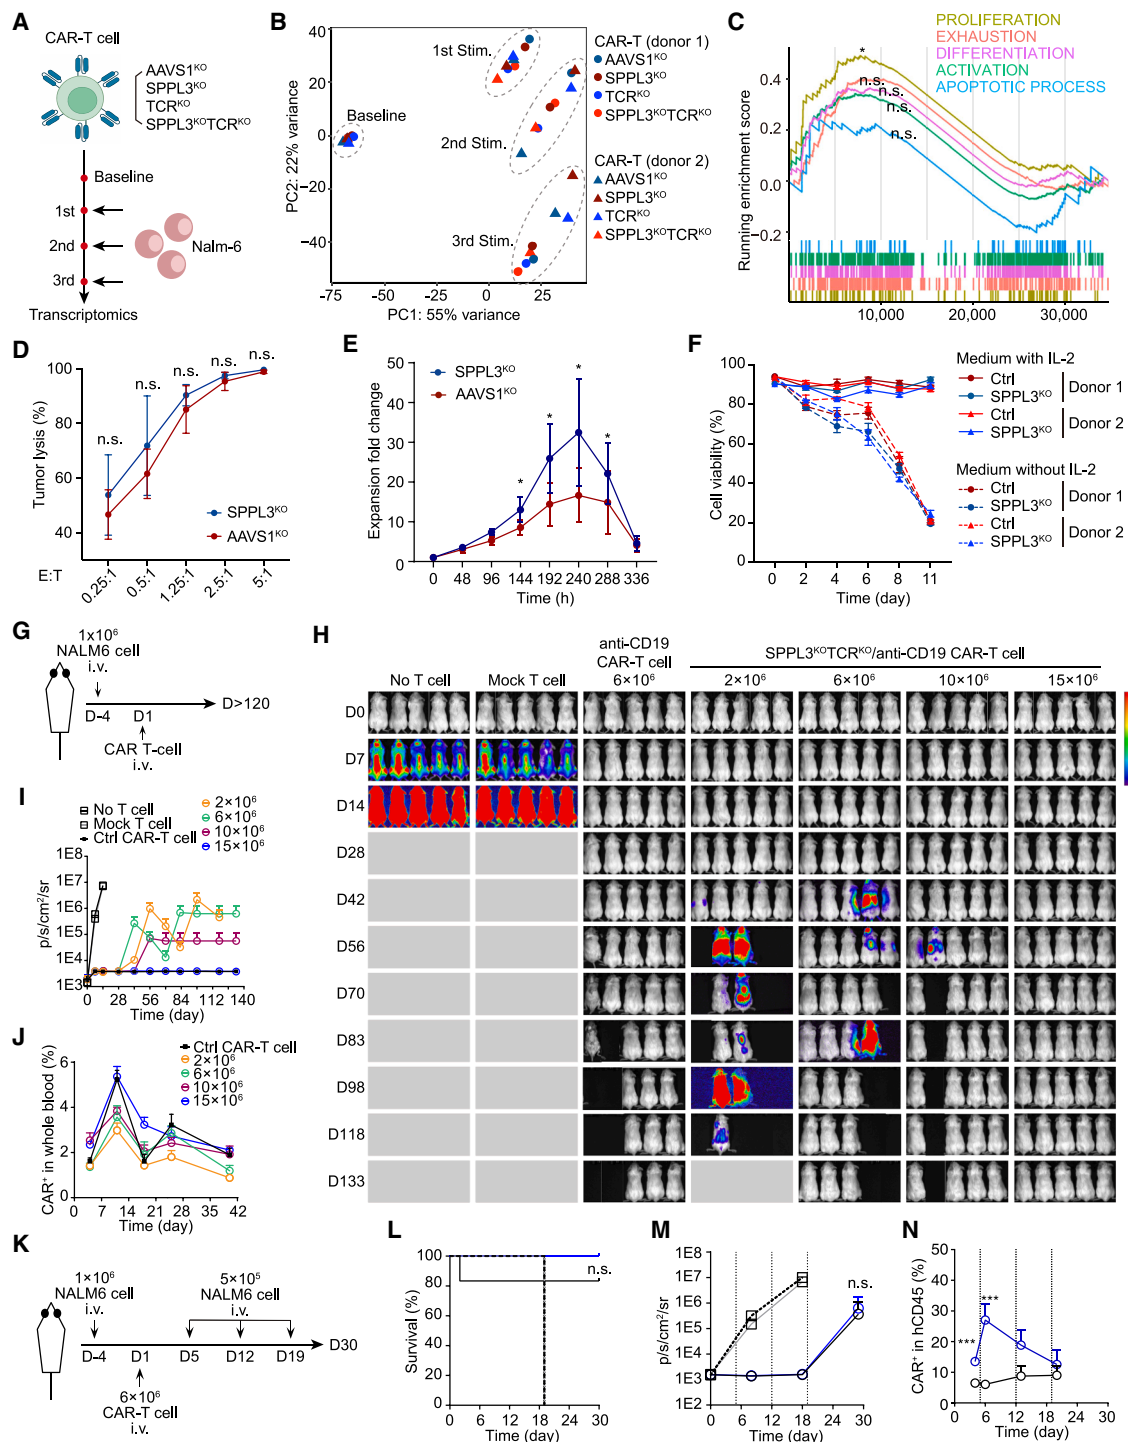 A
CAR-T cell
AAVS1ᴷᴼ
SPPL3ᴷᴼ
TCRᴷᴼ
SPPL3ᴷᴼTCRᴷᴼ
Baseline
1st
2nd
3rd
Nalm-6
Transcriptomics
B
PC2: 22% variance
40
20
0
−20
−40
-75
-50
-25
0
25
PC1: 55% variance
1st Stim.
Baseline
2nd Stim.
3rd Stim.
CAR-T (donor 1)
AAVS1ᴷᴼ
SPPL3ᴷᴼ
TCRᴷᴼ
SPPL3ᴷᴼTCRᴷᴼ
CAR-T (donor 2)
AAVS1ᴷᴼ
SPPL3ᴷᴼ
TCRᴷᴼ
SPPL3ᴷᴼTCRᴷᴼ
C
PROLIFERATION
EXHAUSTION
DIFFERENTIATION
ACTIVATION
APOPTOTIC PROCESS
Running enrichment score
0.4
0.2
0.0
−0.2
*
n.s.
n.s.
n.s.
n.s.
10,000
20,000
30,000
D
Tumor lysis (%)
100
80
60
40
n.s.
n.s.
n.s.
n.s.
n.s.
SPPL3ᴷᴼ
AAVS1ᴷᴼ
E:T
0.25:1
0.5:1
1.25:1
2.5:1
5:1
E
Expansion fold change
50
40
30
20
10
0
SPPL3ᴷᴼ
AAVS1ᴷᴼ
*
*
*
*
0 48 96 144 192 240 288 336
Time (h)
F
Cell viability (%)
100
80
60
40
20
0
0 2 4 6 8 11
Time (day)
Medium with IL-2
Ctrl
SPPL3ᴷᴼ
Donor 1
Ctrl
SPPL3ᴷᴼ
Donor 2
Medium without IL-2
Ctrl
SPPL3ᴷᴼ
Donor 1
Ctrl
SPPL3ᴷᴼ
Donor 2
G
1x10⁶
NALM6 cell
i.v.
D-4
D1
D>120
CAR T-cell
i.v.
H
No T cell
Mock T cell
anti-CD19
CAR-T cell
6×10⁶
SPPL3ᴷᴼTCRᴷᴼ/anti-CD19 CAR-T cell
2×10⁶
6×10⁶
10×10⁶
15×10⁶
D0
D7
D14
D28
D42
D56
D70
D83
D98
D118
D133
I
No T cell
Mock T cell
Ctrl CAR-T cell
2×10⁶
6×10⁶
10×10⁶
15×10⁶
p/s/cm²/sr
1E8
1E7
1E6
1E5
1E4
1E3
0 28 56 84 112 140
Time (day)
J
Ctrl CAR-T cell
2×10⁶
6×10⁶
10×10⁶
15×10⁶
CAR⁺ in whole blood (%)
6
4
2
0
0 7 14 21 28 35 42
Time (day)
K
1×10⁶
NALM6 cell
i.v.
5×10⁵
NALM6 cell
i.v.
D-4
D1
D5
D12
D19
D30
6×10⁶
CAR-T cell
i.v.
L
Survival (%)
100
80
60
40
20
0
n.s.
0 6 12 18 24 30
Time (day)
M
p/s/cm²/sr
1E8
1E7
1E6
1E5
1E4
1E3
1E2
n.s.
0 6 12 18 24 30
Time (day)
N
CAR⁺ in hCD45 (%)
50
40
30
20
10
0
***
***
0 6 12 18 24 30
Time (day)